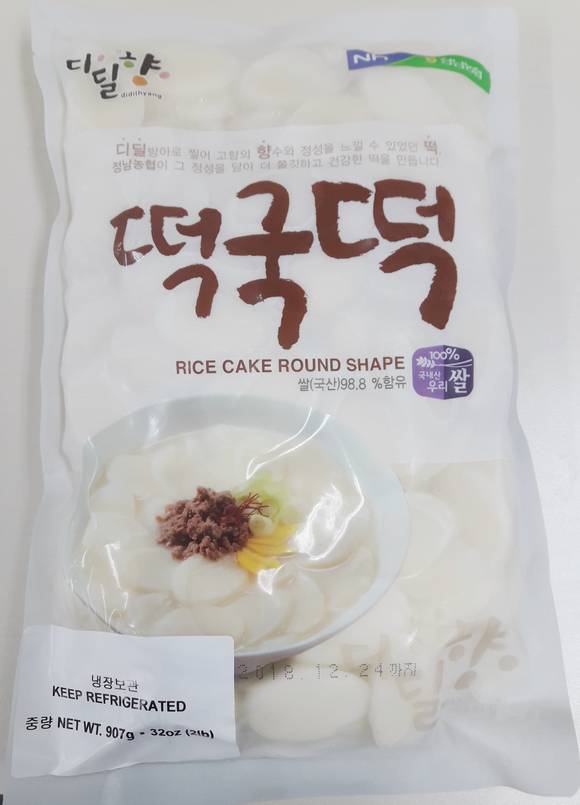 디딜향
didilhyang
NH
디딜방아로 찧어 고향의 향수와 정성을 느낄 수 있었던 떡,
정남농협이 그 정성을 담아 더 쫄깃하고 건강한 떡을 만듭니다
떡국떡
RICE CAKE ROUND SHAPE
쌀(국산)98.8 %함유
100%
국내산
우리 쌀
2018.12.24까지
디딜향
냉장보관
KEEP REFRIGERATED
중량 NET WT. 907g - 32oz (2lb)